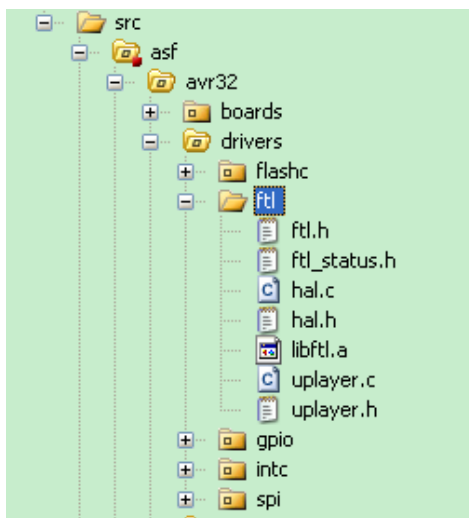 src
asf
avr32
boards
drivers
flashc
ftl
ftl.h
ftl_status.h
hal.c
hal.h
libftl.a
uplayer.c
uplayer.h
gpio
intc
spi